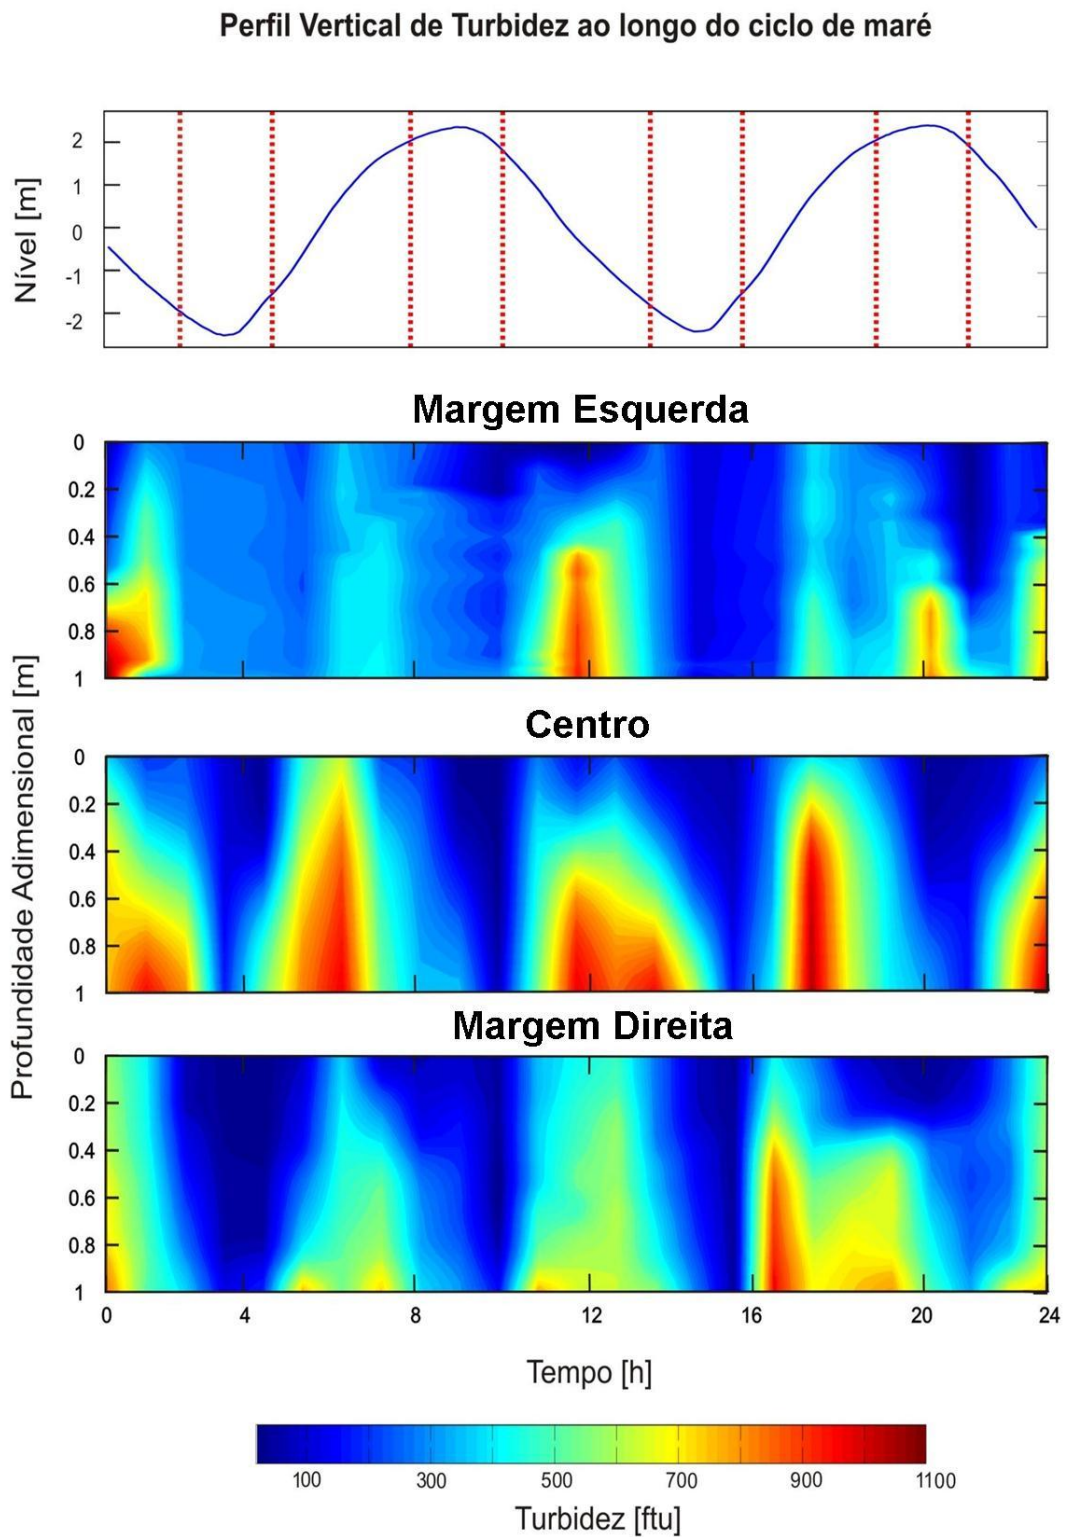 Perfil Vertical de Turbidez ao longo do ciclo de maré
Nível [m]
2
1
0
-1
-2
Margem Esquerda
0
0.2
0.4
0.6
0.8
1
Profundidade Adimensional [m]
Centro
0
0.2
0.4
0.6
0.8
1
Margem Direita
0
0.2
0.4
0.6
0.8
1
0 4 8 12 16 20 24
Tempo [h]
100 300 500 700 900 1100
Turbidez [ftu]